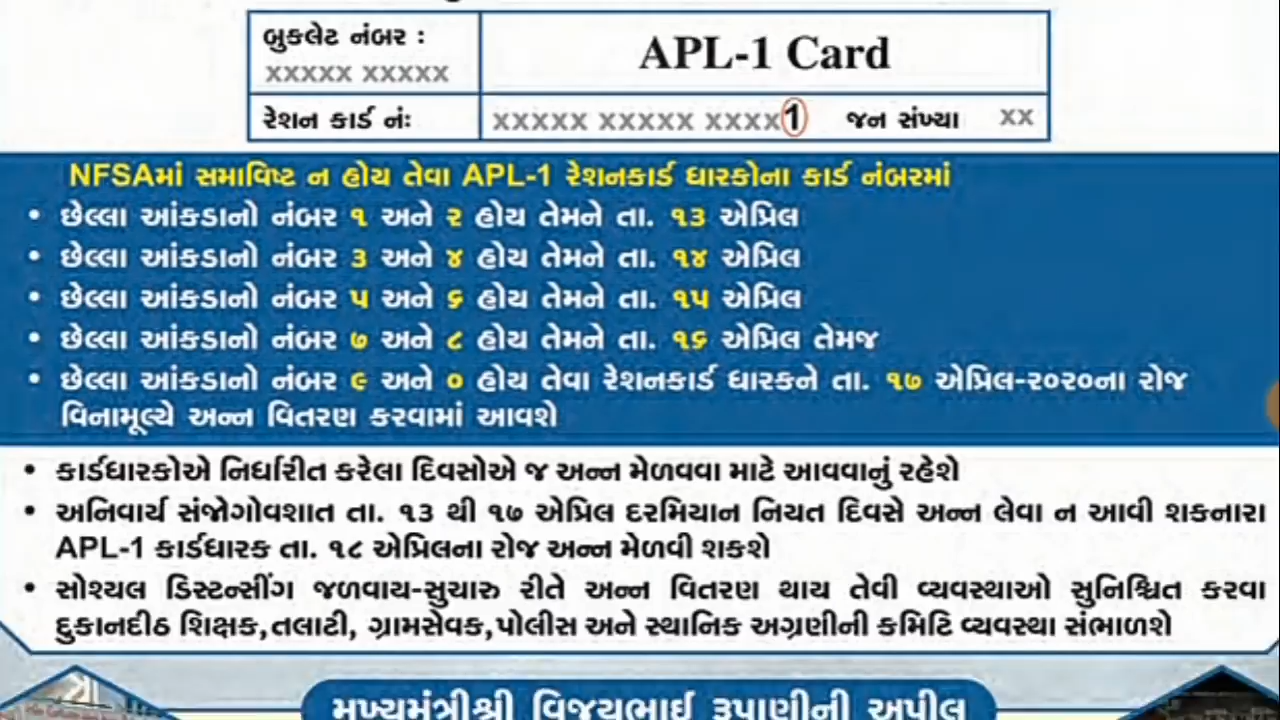 બુકલેટ નંબર :
xxxxx xxxxx
APL-1 Card
રેશન કાર્ડ નંઃ
xxxxx xxxxx xxxx1 જન સંખ્યા xx
NFSAમાં સમાવિષ્ટ ન હોય તેવા APL-1 રેશનકાર્ડ ધારકોના કાર્ડ નંબરમાં
• છેલ્લા આંકડાનો નંબર ૧ અને ૨ હોય તેમને તા. ૧૩ એપ્રિલ
• છેલ્લા આંકડાનો નંબર ૩ અને ૪ હોય તેમને તા. ૧૪ એપ્રિલ
• છેલ્લા આંકડાનો નંબર ૫ અને ૬ હોય તેમને તા. ૧૫ એપ્રિલ
• છેલ્લા આંકડાનો નંબર ૭ અને ૮ હોય તેમને તા. ૧૬ એપ્રિલ તેમજ
• છેલ્લા આંકડાનો નંબર ૯ અને ૦ હોય તેવા રેશનકાર્ડ ધારકને તા. ૧૭ એપ્રિલ-૨૦૨૦ના રોજ
વિનામૂલ્યે અન્ન વિતરણ કરવામાં આવશે
• કાર્ડધારકોએ નિર્ધારીત કરેલા દિવસોએ જ અન્ન મેળવવા માટે આવવાનું રહેશે
• અનિવાર્ય સંજોગોવશાત તા. ૧૩ થી ૧૭ એપ્રિલ દરમિયાન નિયત દિવસે અન્ન લેવા ન આવી શકનારા
APL-1 કાર્ડધારક તા. ૧૮ એપ્રિલના રોજ અન્ન મેળવી શકશે
• સોશ્યલ ડિસ્ટન્સીંગ જળવાય-સુચારુ રીતે અન્ન વિતરણ થાય તેવી વ્યવસ્થાઓ સુનિશ્ચિત કરવા
દુકાનદીઠ શિક્ષક,તલાટી, ગ્રામસેવક,પોલીસ અને સ્થાનિક અગ્રણીની કમિટિ વ્યવસ્થા સંભાળશે
મુખ્યમંત્રીશ્રી વિજયભાઈ રૂપાણીની અપીલ